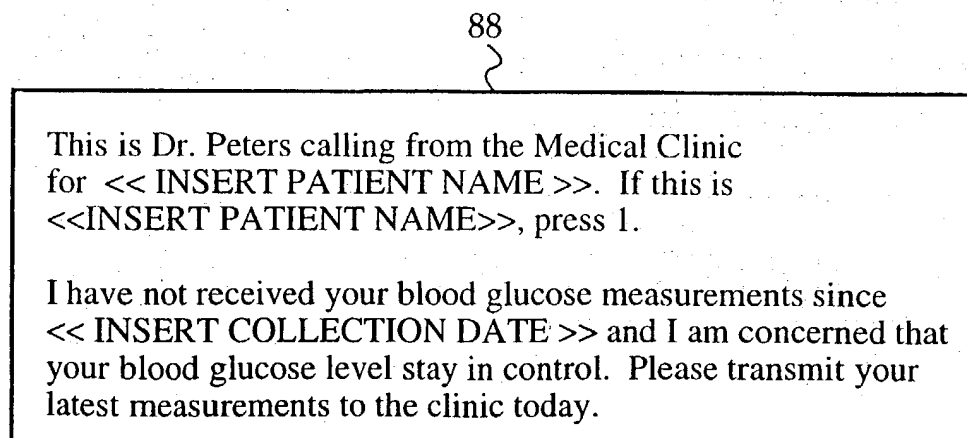 88
This is Dr. Peters calling from the Medical Clinic
for << INSERT PATIENT NAME >>. If this is
<<INSERT PATIENT NAME>>, press 1.
I have not received your blood glucose measurements since
<< INSERT COLLECTION DATE >> and I am concerned that
your blood glucose level stay in control. Please transmit your
latest measurements to the clinic today.